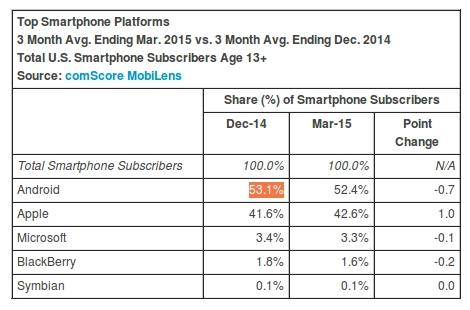 Top Smartphone Platforms
3 Month Avg. Ending Mar. 2015 vs. 3 Month Avg. Ending Dec. 2014
Total U.S. Smartphone Subscribers Age 13+
Source: comScore MobiLens
Share (%) of Smartphone Subscribers
Dec-14 Mar-15 Point
Change
Total Smartphone Subscribers 100.0% 100.0% N/A
Android 53.1% 52.4% -0.7
Apple 41.6% 42.6% 1.0
Microsoft 3.4% 3.3% -0.1
BlackBerry 1.8% 1.6% -0.2
Symbian 0.1% 0.1% 0.0